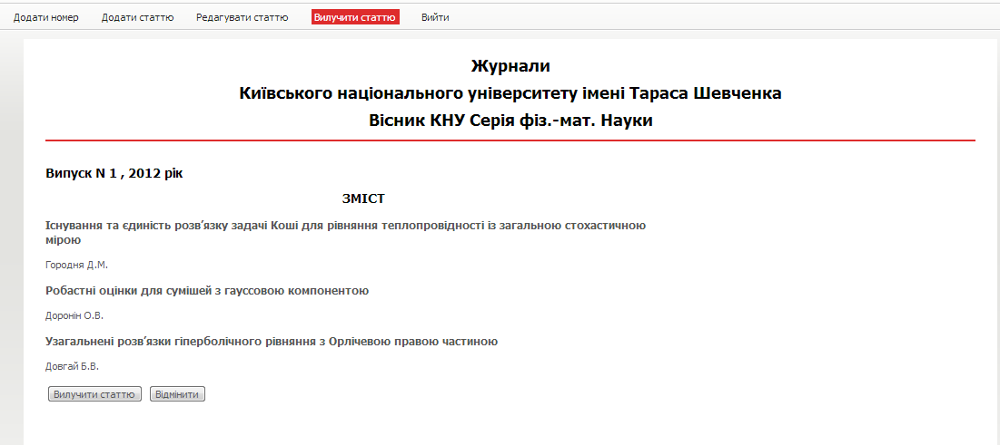 Додати номер Додати статтю Редагувати статтю Вилучити статтю Вийти
Журнали
Київського національного університету імені Тараса Шевченка
Вісник КНУ Серія фіз.-мат. Науки
Випуск N 1 , 2012 рік
ЗМІСТ
Існування та єдиність розв’язку задачі Коші для рівняння теплопровідності із загальною стохастичною
мірою
Городня Д.М.
Робастні оцінки для сумішей з гауссовою компонентою
Доронін О.В.
Узагальнені розв’язки гіперболічного рівняння з Орлічевою правою частиною
Довгай Б.В.
Вилучити статтю Відмінити